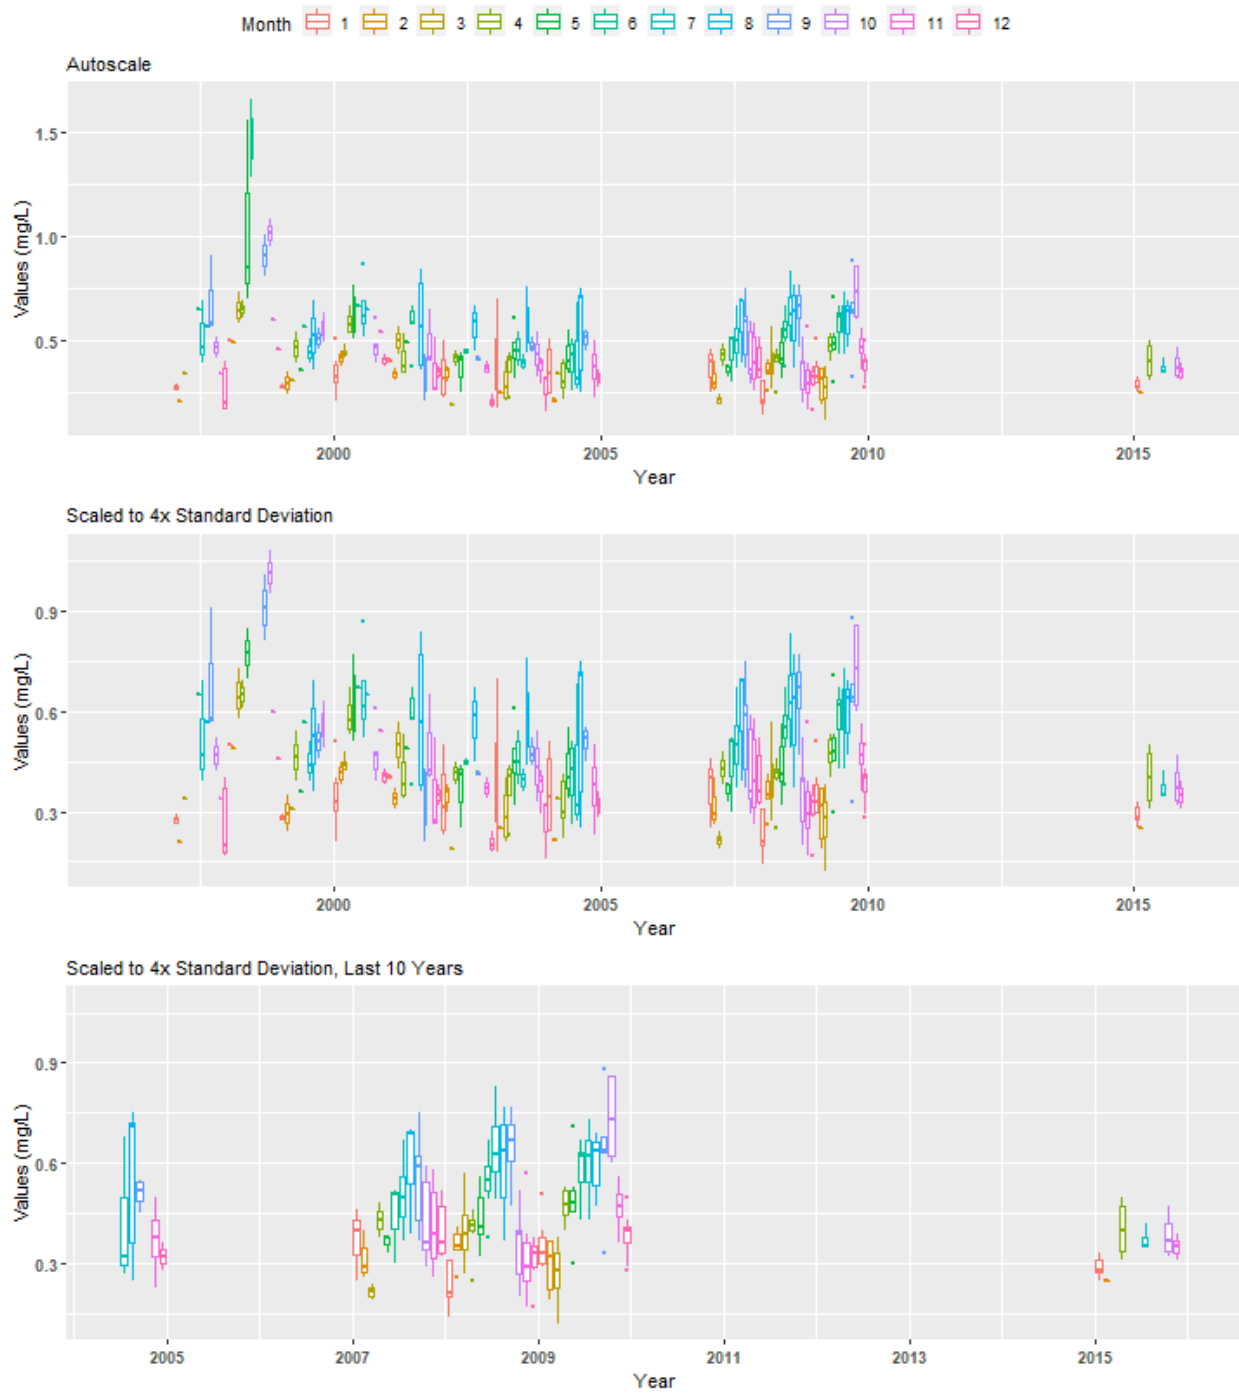 Month 1 2 3 4 5 6 7 8 9 10 11 12
Autoscale
1.5
1.0
0.5
Values (mg/L)
2000 2005 2010 2015
Year
Scaled to 4x Standard Deviation
0.9
0.6
0.3
Values (mg/L)
2000 2005 2010 2015
Year
Scaled to 4x Standard Deviation, Last 10 Years
0.9
0.6
0.3
Values (mg/L)
2005 2007 2009 2011 2013 2015
Year